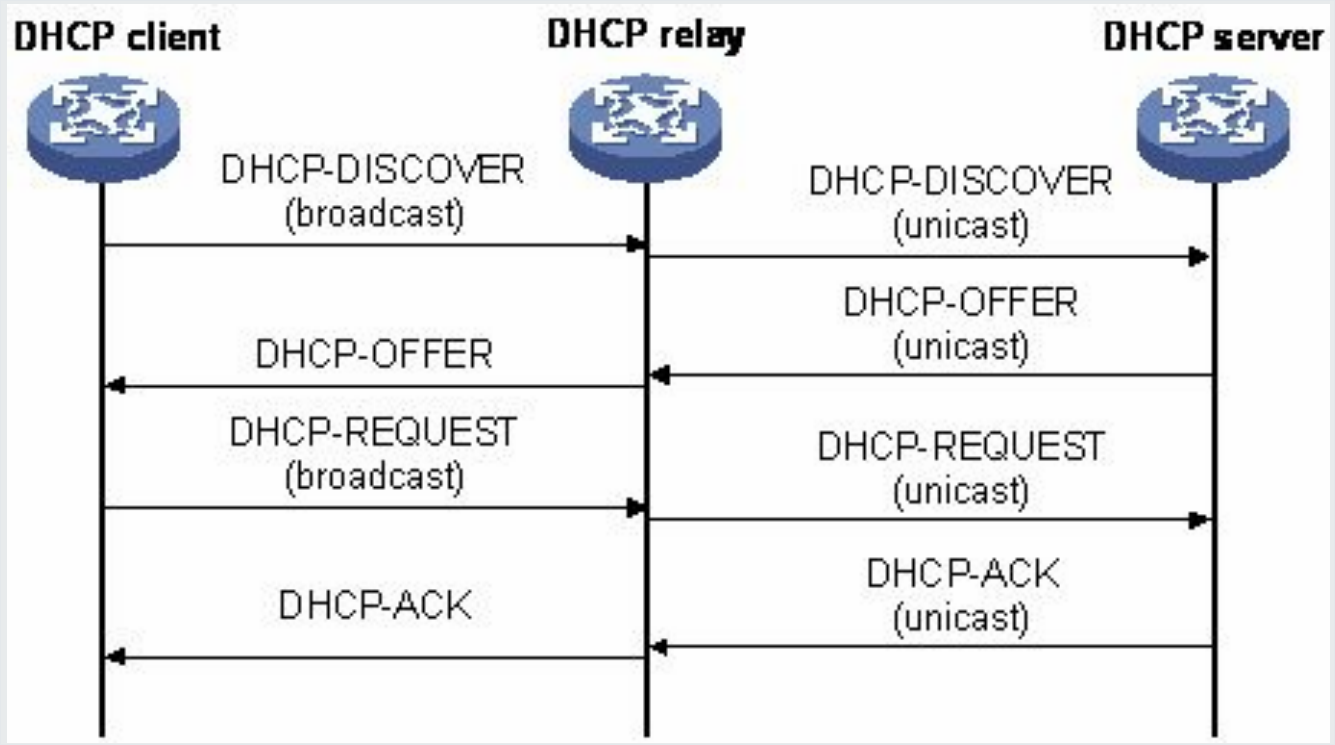 DHCP client
DHCP relay
DHCP server
DHCP-DISCOVER
(broadcast)
DHCP-DISCOVER
(unicast)
DHCP-OFFER
(unicast)
DHCP-OFFER
DHCP-REQUEST
(broadcast)
DHCP-REQUEST
(unicast)
DHCP-ACK
(unicast)
DHCP-ACK